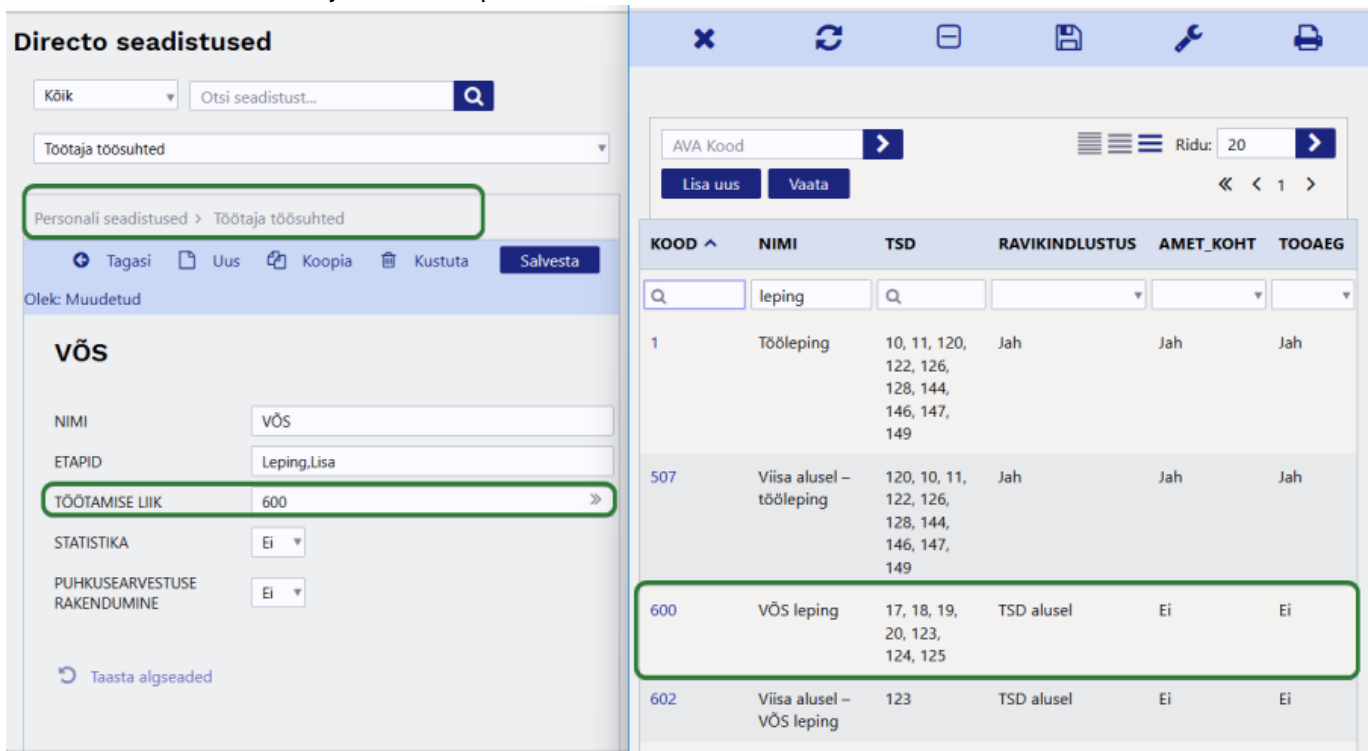 Directo seadistused
Kõik
Otsi seadistust...
Töötaja töösuhted
Personali seadistused > Töötaja töösuhted
Tagasi Uus Koopia Kustuta Salvesta
Olek: Muudetud
VÕS
NIMI VÕS
ETAPID Leping,Lisa
TÖÖTAMISE LIIK 600 »
STATISTIKA Ei
PUHKUSEARVESTUSE
RAKENDUMINE Ei
Taasta algseaded
AVA Kood Ridu: 20
Lisa uus Vaata « < 1 >
KOOD NIMI TSD RAVIKINDLUSTUS AMET_KOHT TOOAEG
leping
1 Tööleping 10, 11, 120, Jah Jah Jah
122, 126,
128, 144,
146, 147,
149
507 Viisa alusel – 120, 10, 11, Jah Jah Jah
tööleping 122, 126,
128, 144,
146, 147,
149
600 VÕS leping 17, 18, 19, TSD alusel Ei Ei
20, 123,
124, 125
602 Viisa alusel – 123 TSD alusel Ei Ei
VÕS leping